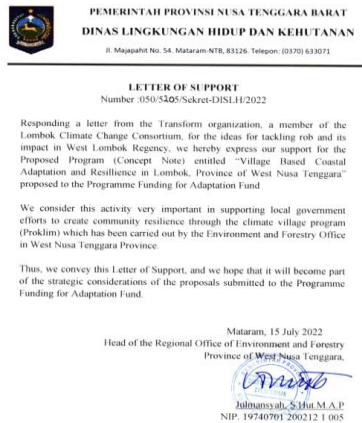 PEMERINTAH PROVINSI NUSA TENGGARA BARAT
DINAS LINGKUNGAN HIDUP DAN KEHUTANAN
Jl. Majapahit No. 54. Mataram-NTB, 83126. Telepon: (0370) 633071
LETTER OF SUPPORT
Number :050/5205/Sekret-DISLH/2022
Responding a letter from the Transform organization, a member of the
Lombok Climate Change Consortium, for the ideas for tackling rob and its
impact in West Lombok Regency, we hereby express our support for the
Proposed Program (Concept Note) entitled “Village Based Coastal
Adaptation and Resillience in Lombok, Province of West Nusa Tenggara”
proposed to the Programme Funding for Adaptation Fund
We consider this activity very important in supporting local government
efforts to create community resilience through the climate village program
(Proklim) which has been carried out by the Environment and Forestry Office
in West Nusa Tenggara Province.
Thus, we convey this Letter of Support, and we hope that it will become part
of the strategic considerations of the proposals submitted to the Programme
Funding for Adaptation Fund.
Mataram, 15 July 2022
Head of the Regional Office of Environment and Forestry
Province of West Nusa Tenggara,
Julmansyah, S.Hut.M.A.P
NIP. 19740701 200212 1 005